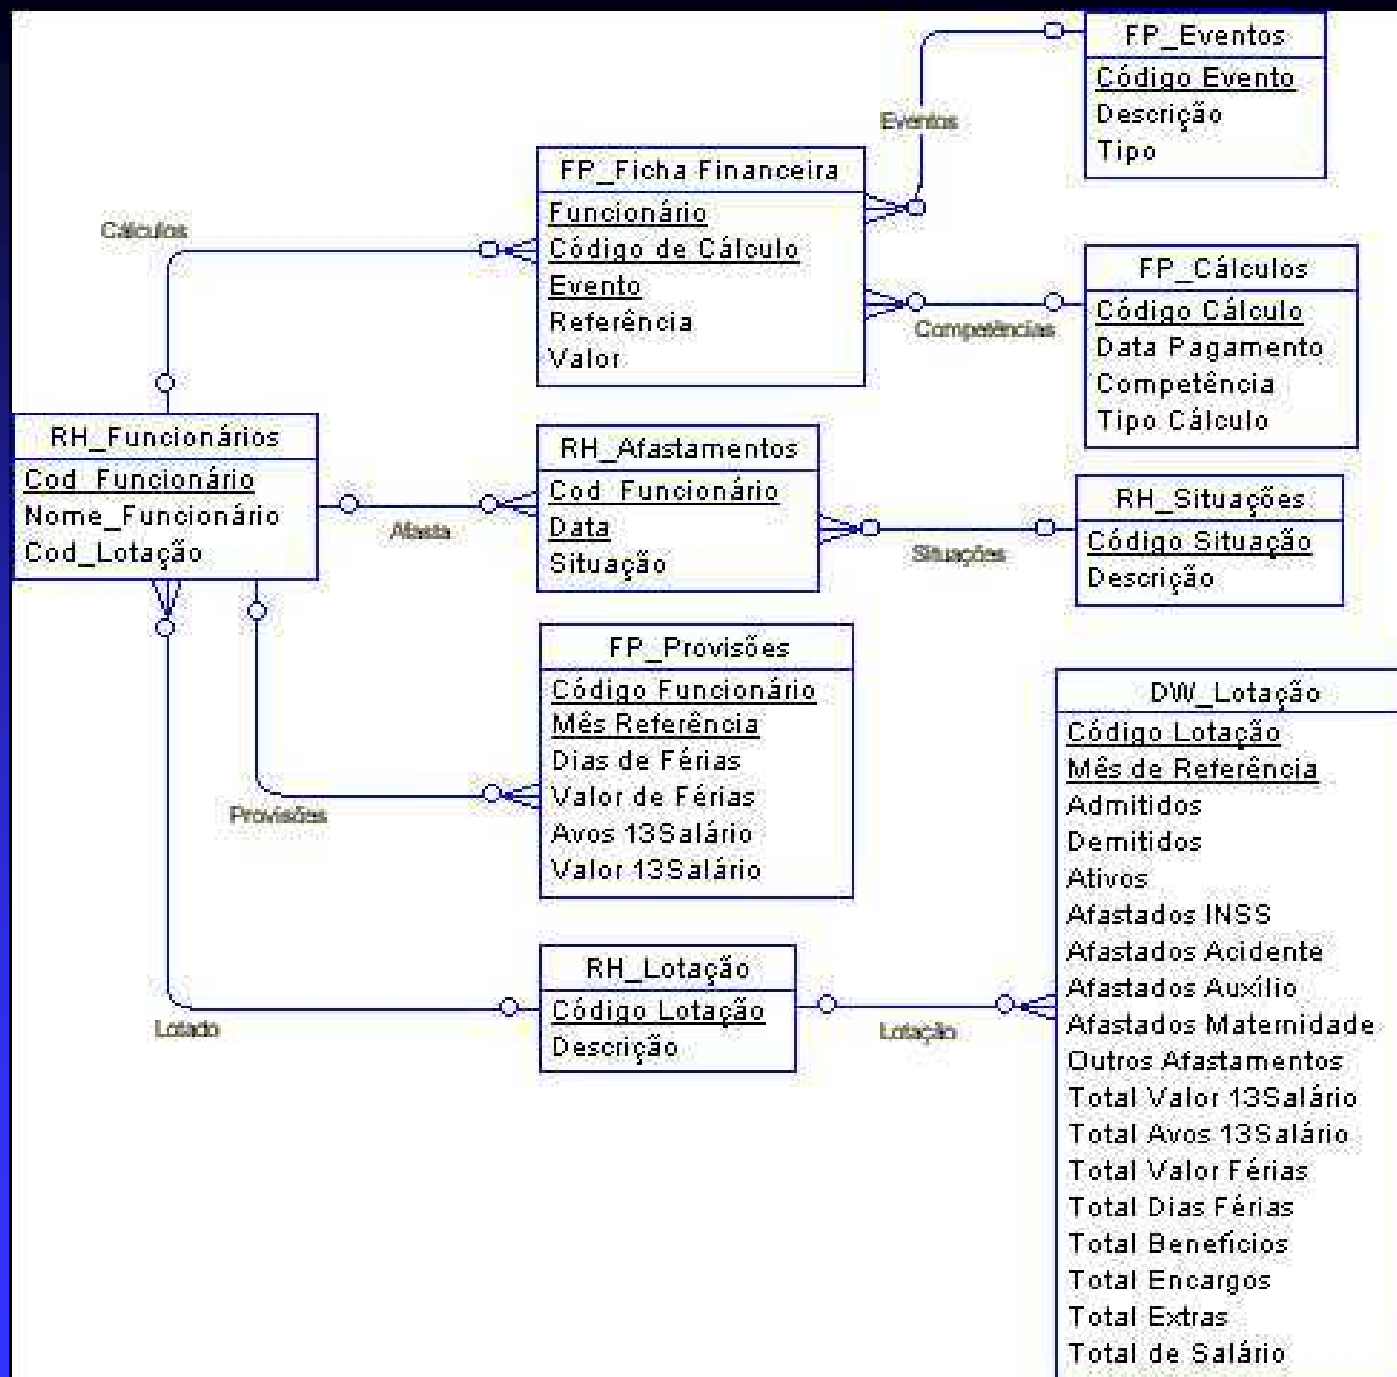 FP_Eventos
Código Evento
Descrição
Tipo
Eventos
FP_Ficha Financeira
Funcionário
Código de Cálculo
Evento
Referência
Valor
Cálculos
FP_Cálculos
Código Cálculo
Data Pagamento
Competência
Tipo Cálculo
Competências
RH_Funcionários
Cod_Funcionário
Nome_Funcionário
Cod_Lotação
RH_Afastamentos
Cod_Funcionário
Data
Situação
Afasta
RH_Situações
Código Situação
Descrição
Situações
FP_Provisões
Código Funcionário
Mês Referência
Dias de Férias
Valor de Férias
Avos 13Salário
Valor 13Salário
Provisões
DW_Lotação
Código Lotação
Mês de Referência
Admitidos
Demitidos
Ativos
Afastados INSS
Afastados Acidente
Afastados Auxílio
Afastados Maternidade
Outros Afastamentos
Total Valor 13Salário
Total Avos 13Salário
Total Valor Férias
Total Dias Férias
Total Benefícios
Total Encargos
Total Extras
Total de Salário
RH_Lotação
Código Lotação
Descrição
Lotado
Lotação